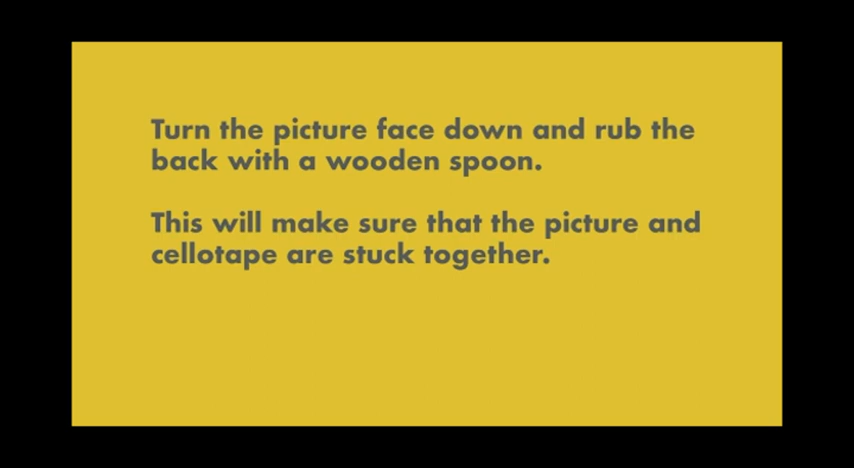 Turn the picture face down and rub the
back with a wooden spoon.
This will make sure that the picture and
cellotape are stuck together.